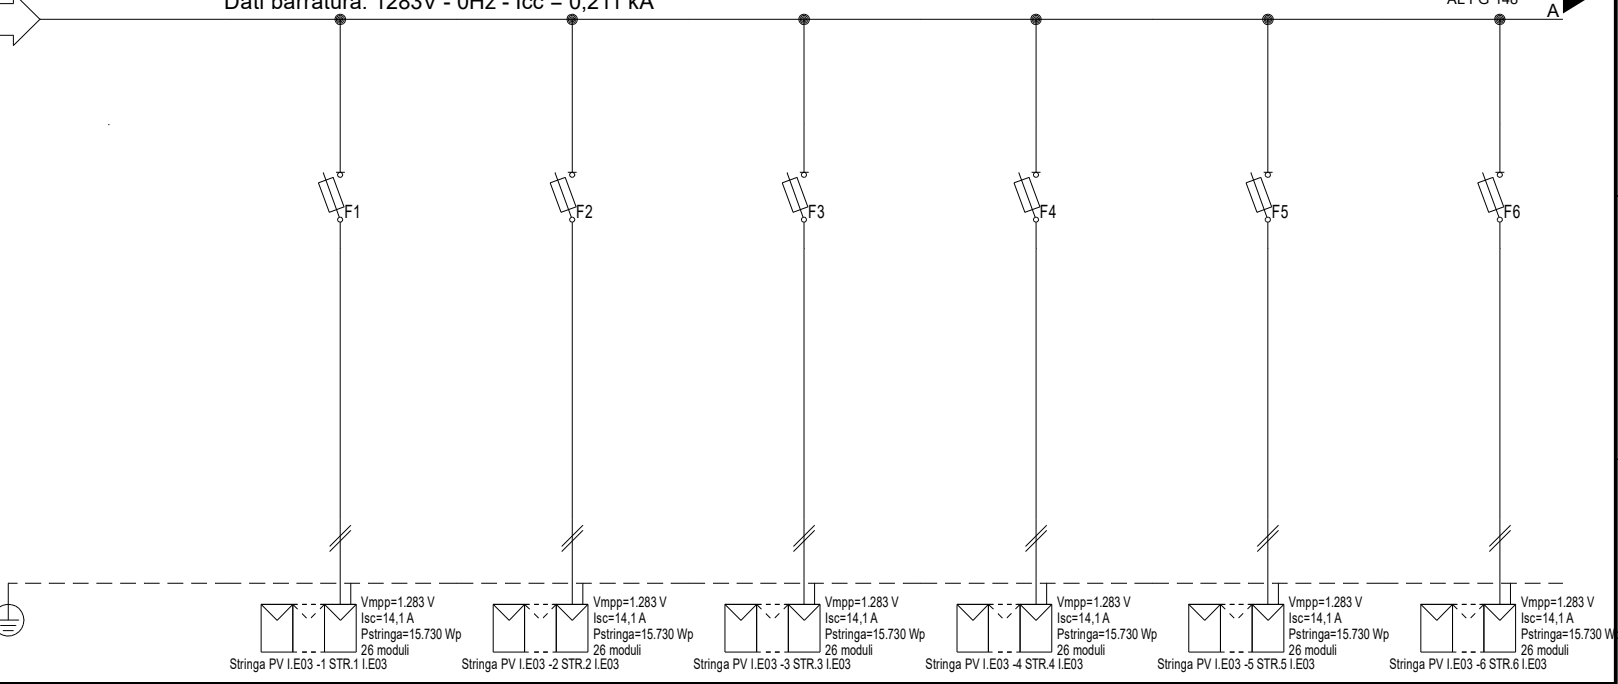 Dati barratura: 1283V - 0Hz - Icc = 0,211 kA
A
F1
F2
F3
F4
F5
F6
Vmpp=1.283 V
Isc=14,1 A
Pstringa=15.730 Wp
26 moduli
Stringa PV I.E03 -1 STR.1 I.E03
Vmpp=1.283 V
Isc=14,1 A
Pstringa=15.730 Wp
26 moduli
Stringa PV I.E03 -2 STR.2 I.E03
Vmpp=1.283 V
Isc=14,1 A
Pstringa=15.730 Wp
26 moduli
Stringa PV I.E03 -3 STR.3 I.E03
Vmpp=1.283 V
Isc=14,1 A
Pstringa=15.730 Wp
26 moduli
Stringa PV I.E03 -4 STR.4 I.E03
Vmpp=1.283 V
Isc=14,1 A
Pstringa=15.730 Wp
26 moduli
Stringa PV I.E03 -5 STR.5 I.E03
Vmpp=1.283 V
Isc=14,1 A
Pstringa=15.730 W
26 moduli
Stringa PV I.E03 -6 STR.6 I.E03